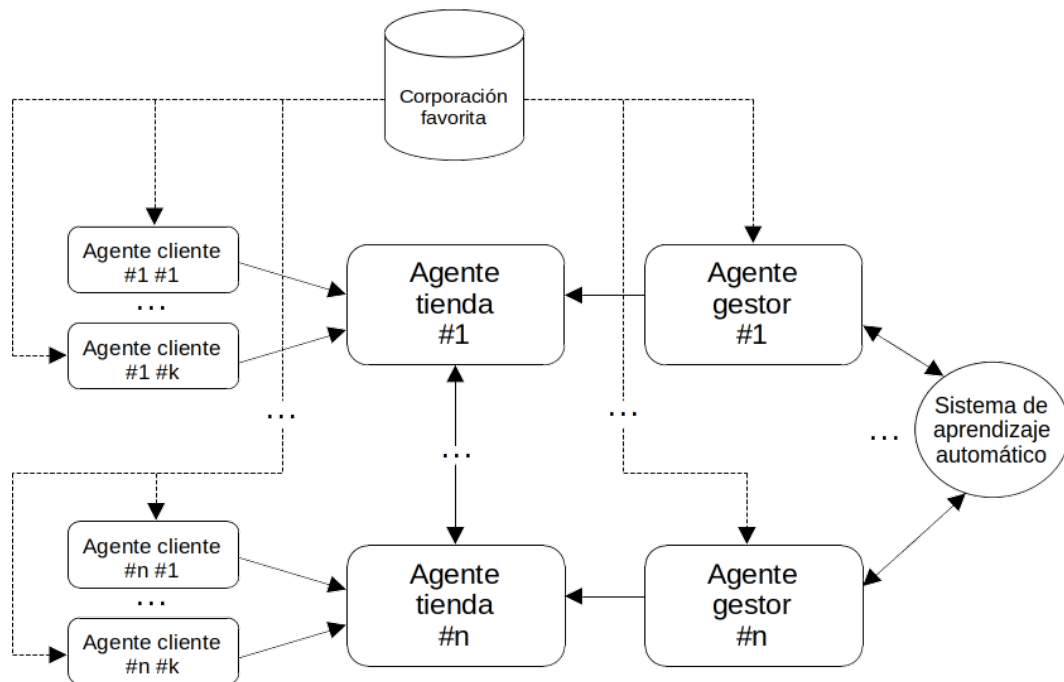 Corporación
favorita
Agente cliente
#1 #1
...
Agente cliente
#1 #k
Agente
tienda
#1
Agente
gestor
#1
...
...
...
...
Sistema de
aprendizaje
automático
Agente cliente
#n #1
...
Agente cliente
#n #k
Agente
tienda
#n
Agente
gestor
#n